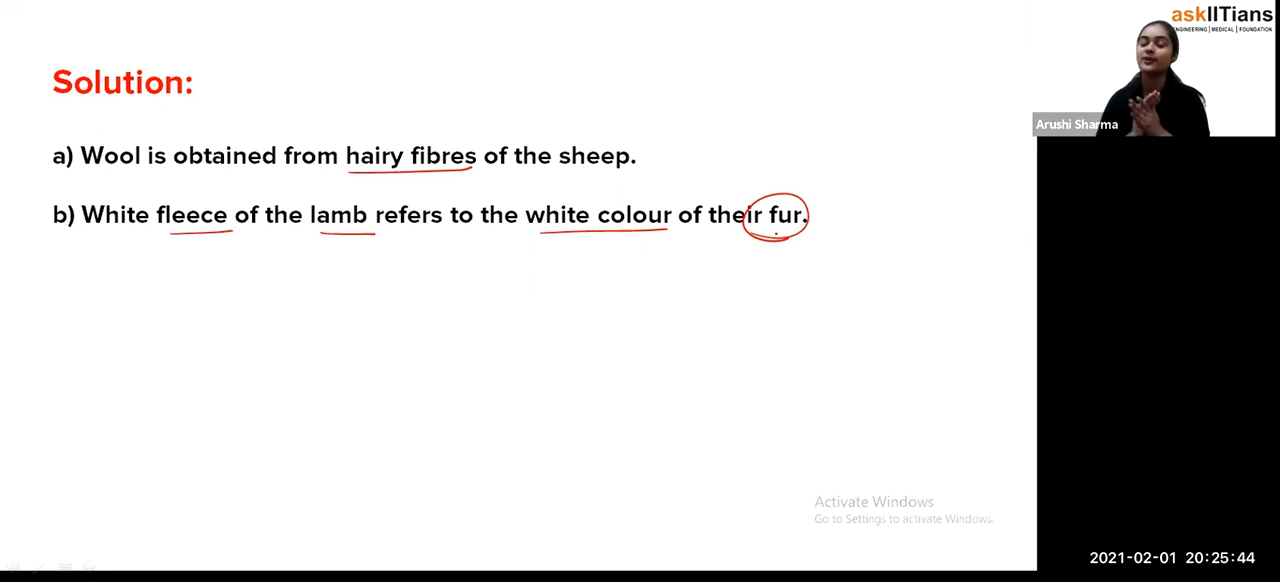 askIITians
ENGINEERING | MEDICAL | FOUNDATION
Solution:
Arushi Sharma
a) Wool is obtained from hairy fibres of the sheep.
b) White fleece of the lamb refers to the white colour of their fur.
Activate Windows
Go to Settings to activate Windows.
2021-02-01 20:25:44